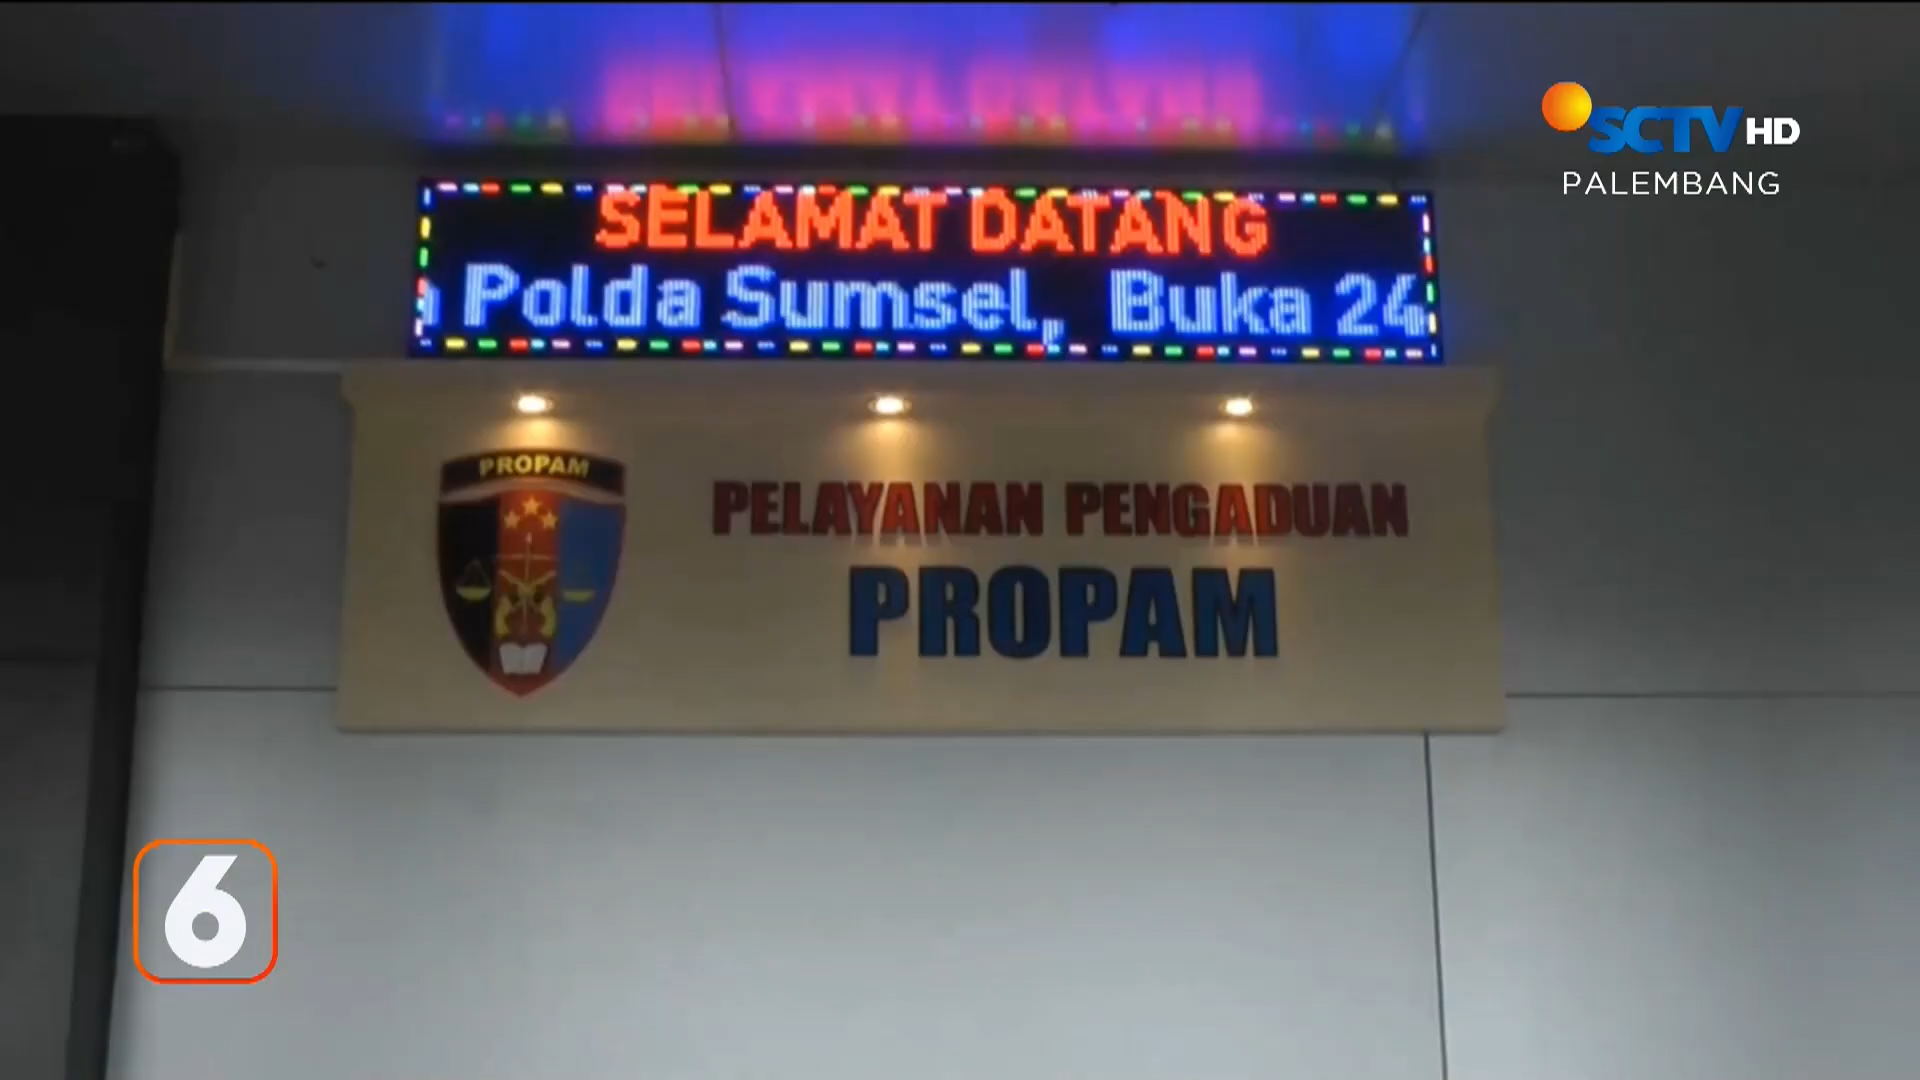 SCTV HD
PALEMBANG
SELAMAT DATANG
Polda Sumsel, Buka 24
PROPAM
PELAYANAN PENGADUAN
PROPAM
6